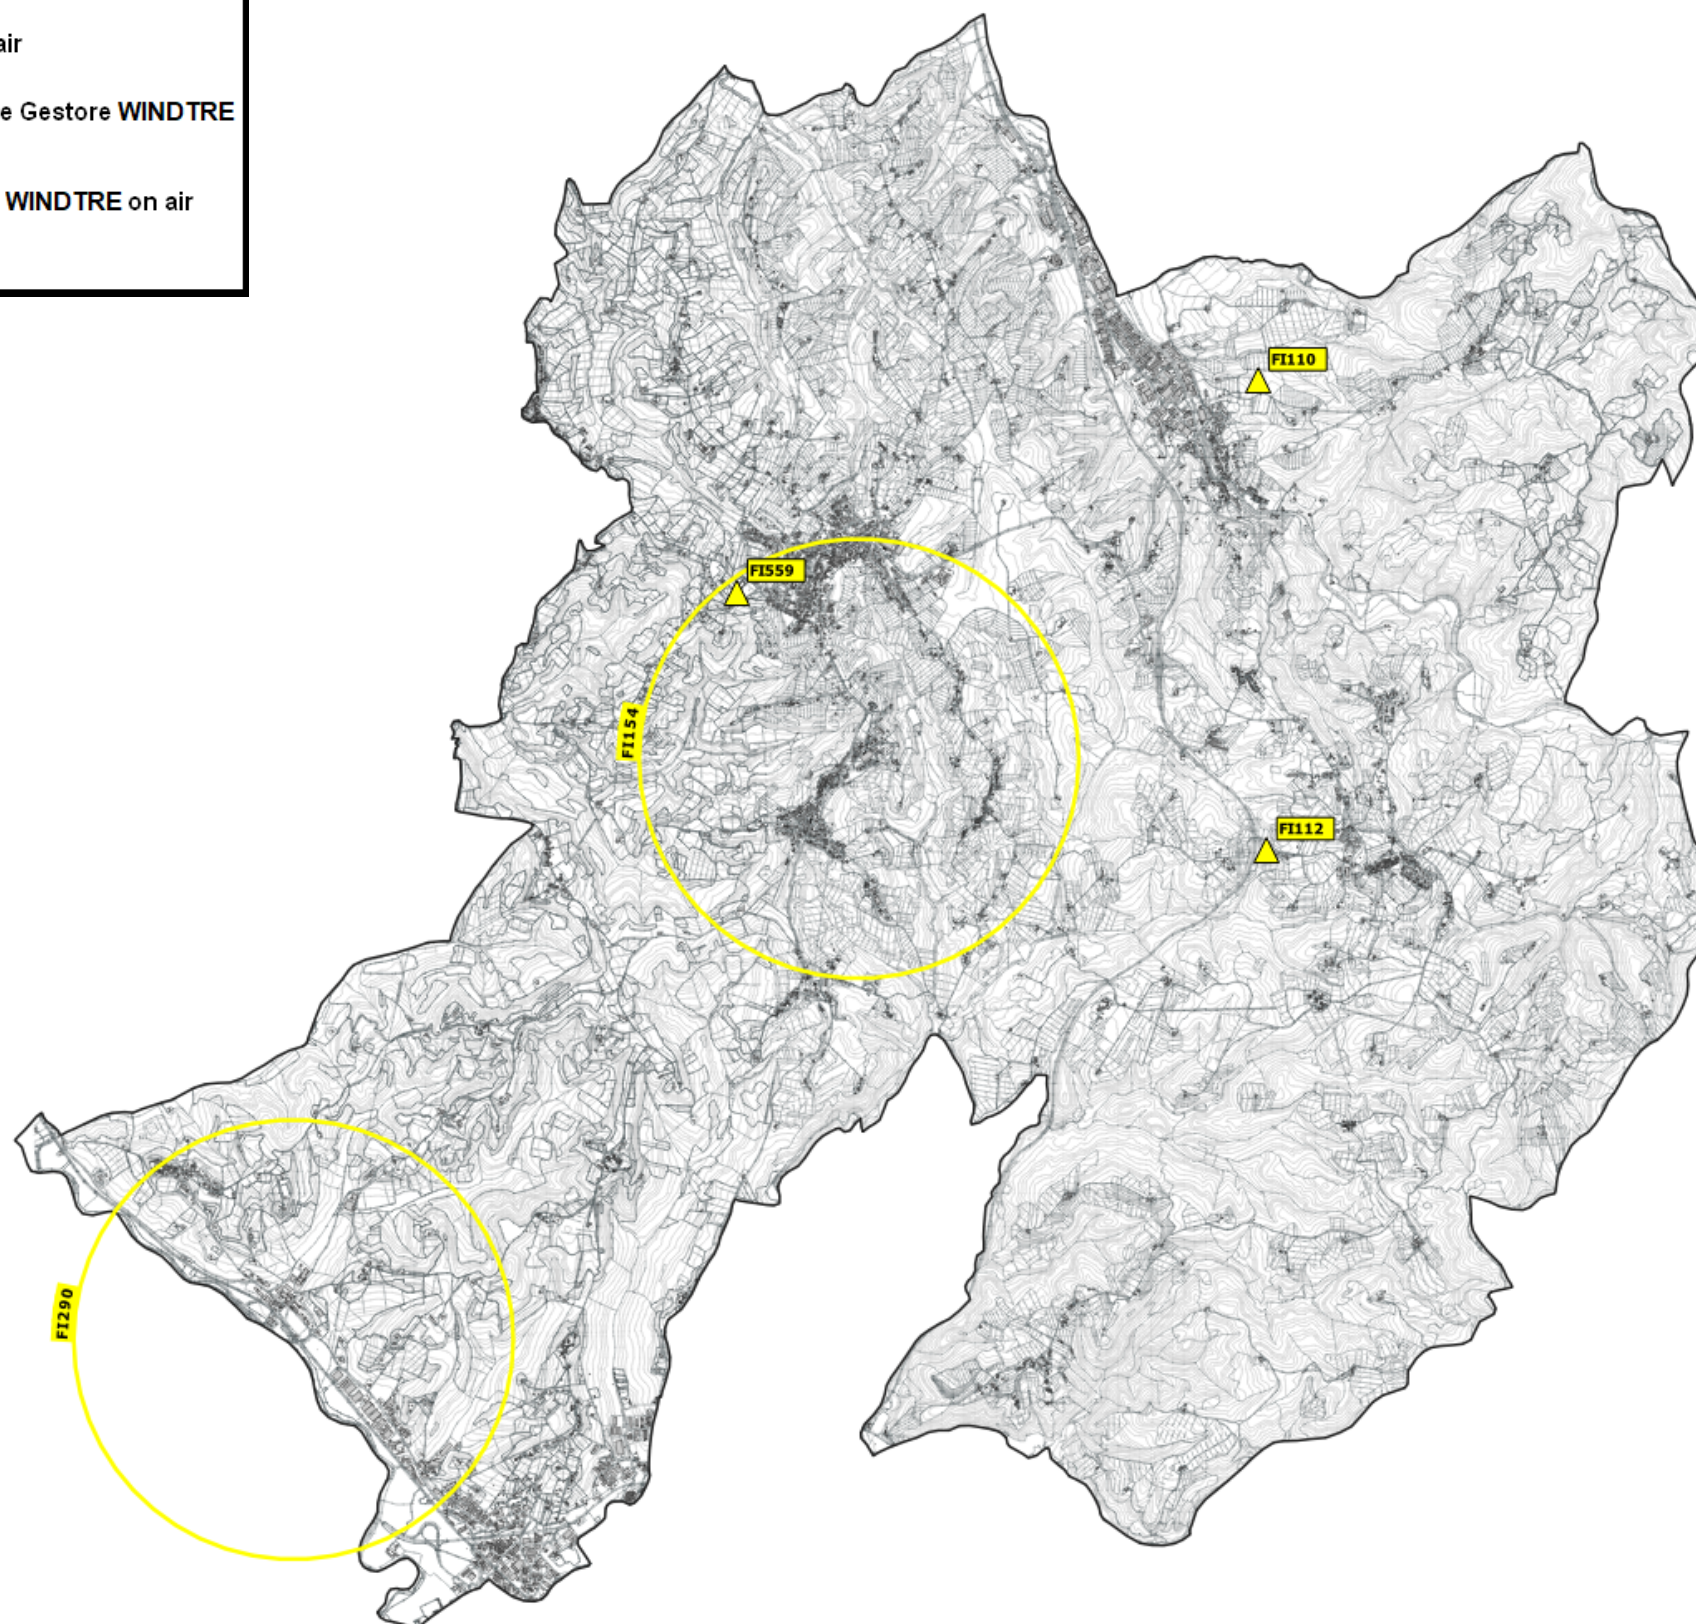 air
e Gestore WINDTRE
WINDTRE on air
FI110
FI559
FI154
FI112
FI290